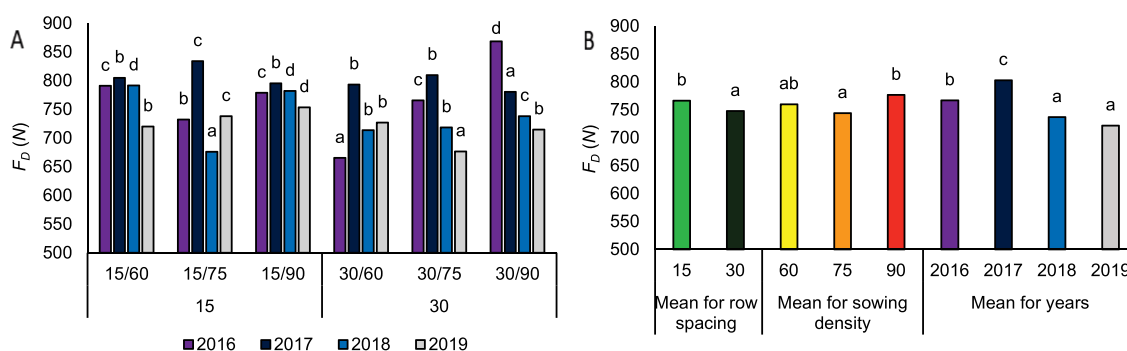 A
F_D (N)
900
850
800
750
700
650
600
550
500
c b d b
b c a c
c b d d
a b b b
c b b a
d a c b
15/60 15/75 15/90 30/60 30/75 30/90
15 30
2016 2017 2018 2019
B
F_D (N)
900
850
800
750
700
650
600
550
500
b a ab a b b c a a
15 30 60 75 90 2016 2017 2018 2019
Mean for row spacing
Mean for sowing density
Mean for years